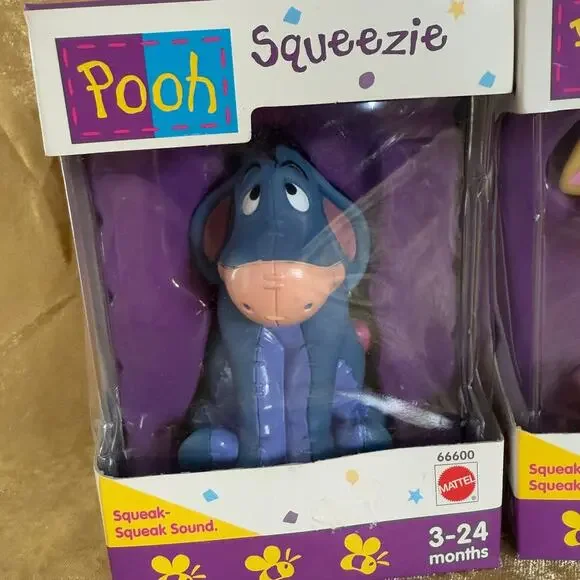 Pooh
Squeezie
66600
MATTEL
Squeak-
Squeak Sound.
3-24
months
Squeak
Squeak